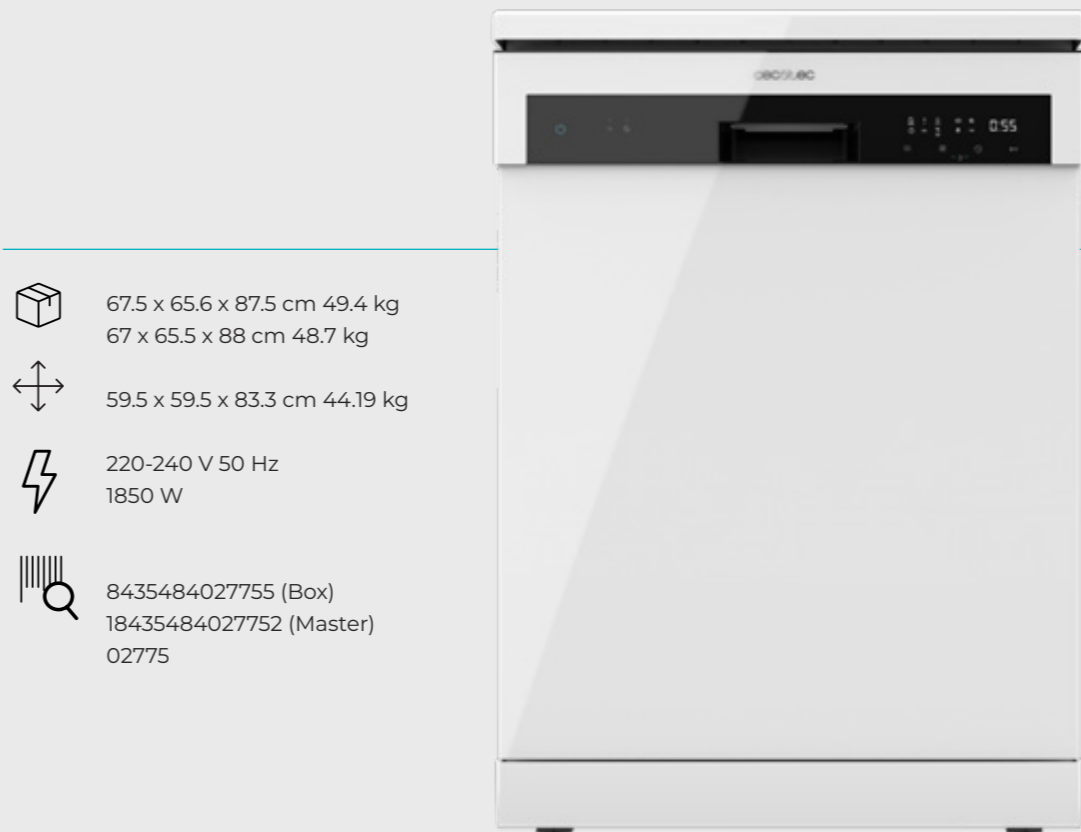 cecotec
0:55
67.5 x 65.6 x 87.5 cm 49.4 kg
67 x 65.5 x 88 cm 48.7 kg
59.5 x 59.5 x 83.3 cm 44.19 kg
220-240 V 50 Hz
1850 W
8435484027755 (Box)
18435484027752 (Master)
02775